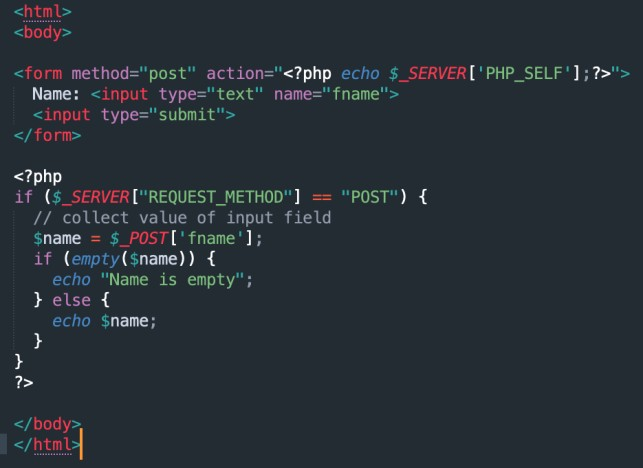 <html>
<body>
<form method="post" action="<?php echo $_SERVER['PHP_SELF'];?>">
Name: <input type="text" name="fname">
<input type="submit">
</form>
<?php
if ($_SERVER["REQUEST_METHOD"] == "POST") {
// collect value of input field
$name = $_POST['fname'];
if (empty($name)) {
echo "Name is empty";
} else {
echo $name;
}
}
?>
</body>
</html>